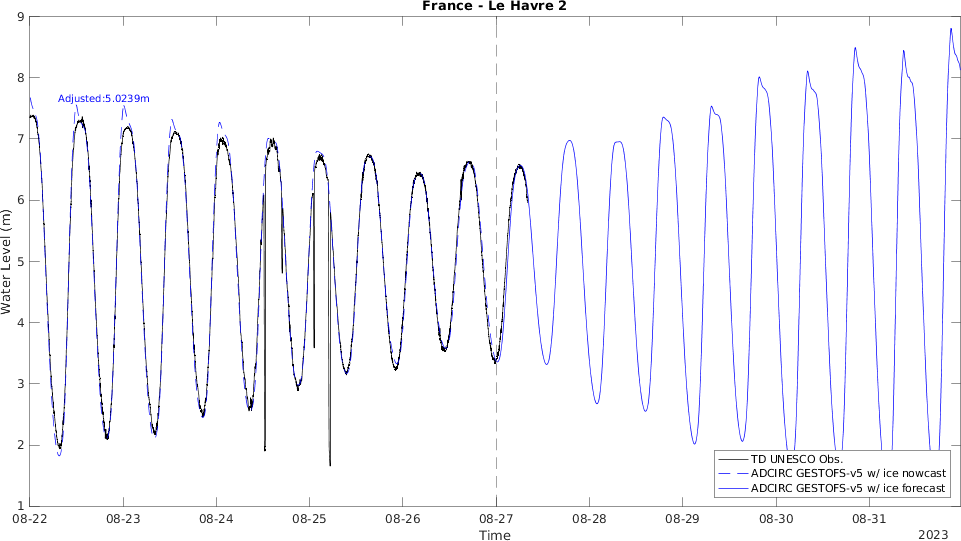 France - Le Havre 2
9
8
Adjusted:5.0239m
7
6
5
4
3
2
1
Water Level (m)
TD UNESCO Obs.
ADCIRC GESTOFS-v5 w/ ice nowcast
ADCIRC GESTOFS-v5 w/ ice forecast
08-22 08-23 08-24 08-25 08-26 08-27 08-28 08-29 08-30 08-31
Time
2023